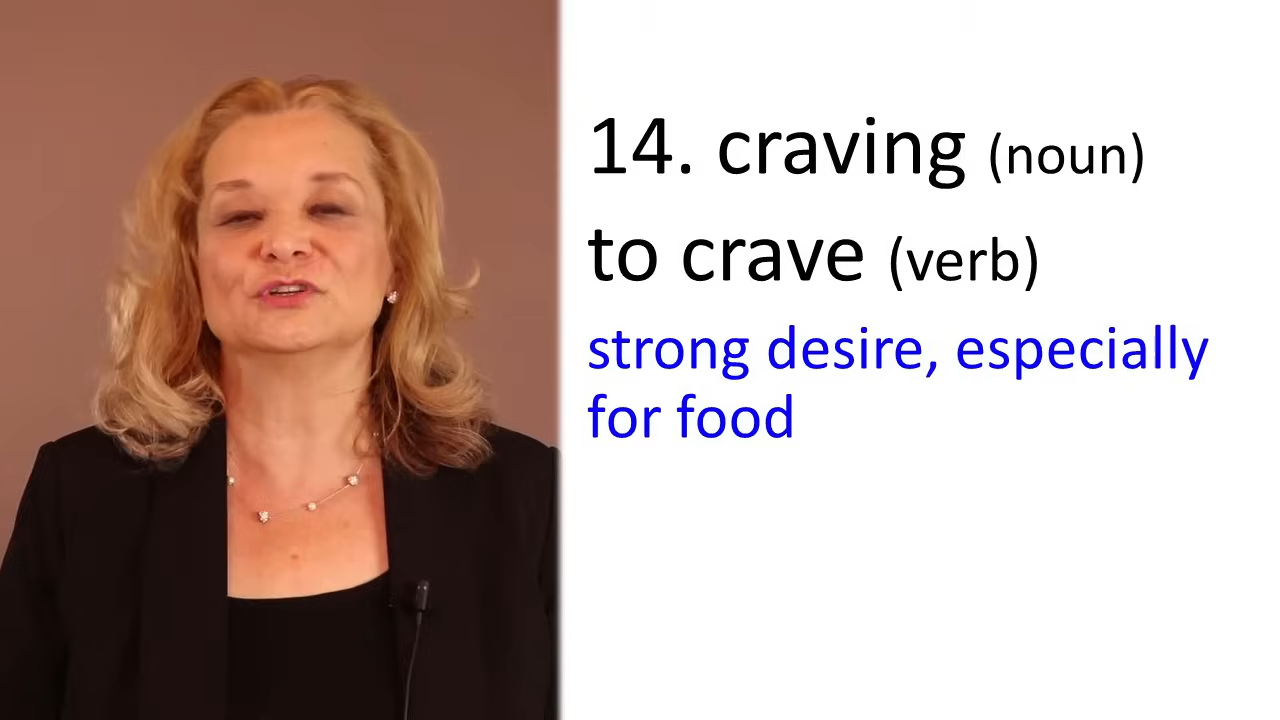 14. craving (noun)
to crave (verb)
strong desire, especially
for food